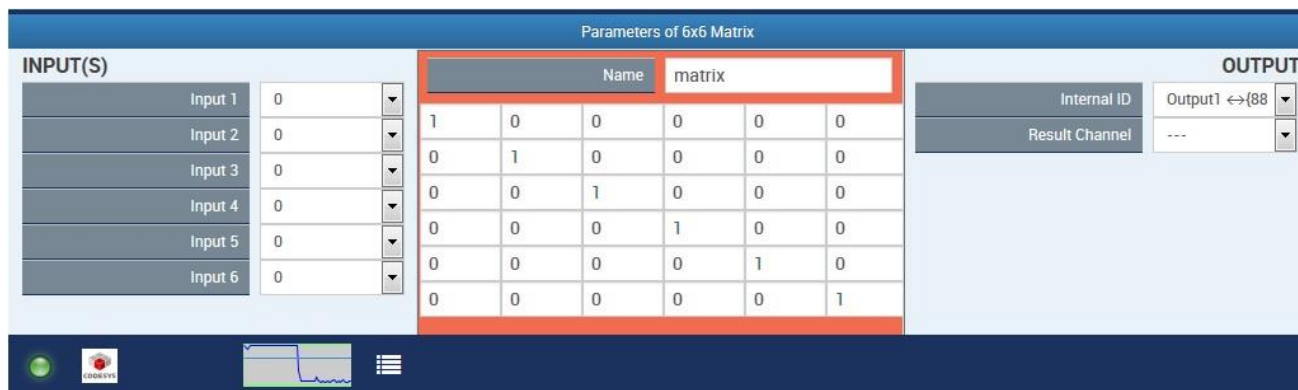 Parameters of 6x6 Matrix
INPUT(S)
Input 1 0
Input 2 0
Input 3 0
Input 4 0
Input 5 0
Input 6 0
Name matrix
1 0 0 0 0 0
0 1 0 0 0 0
0 0 1 0 0 0
0 0 0 1 0 0
0 0 0 0 1 0
0 0 0 0 0 1
OUTPUT
Internal ID Output1 ↔{88
Result Channel ---
CODESYS